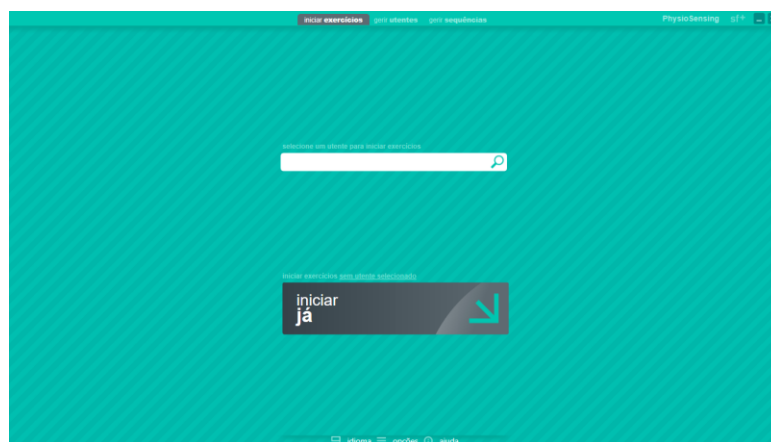 iniciar exercícios gerir utentes gerir sequências PhysioSensing sf+
selecione um utente para iniciar exercícios
iniciar exercícios sem utente selecionado
iniciar
já
idioma opções ajuda